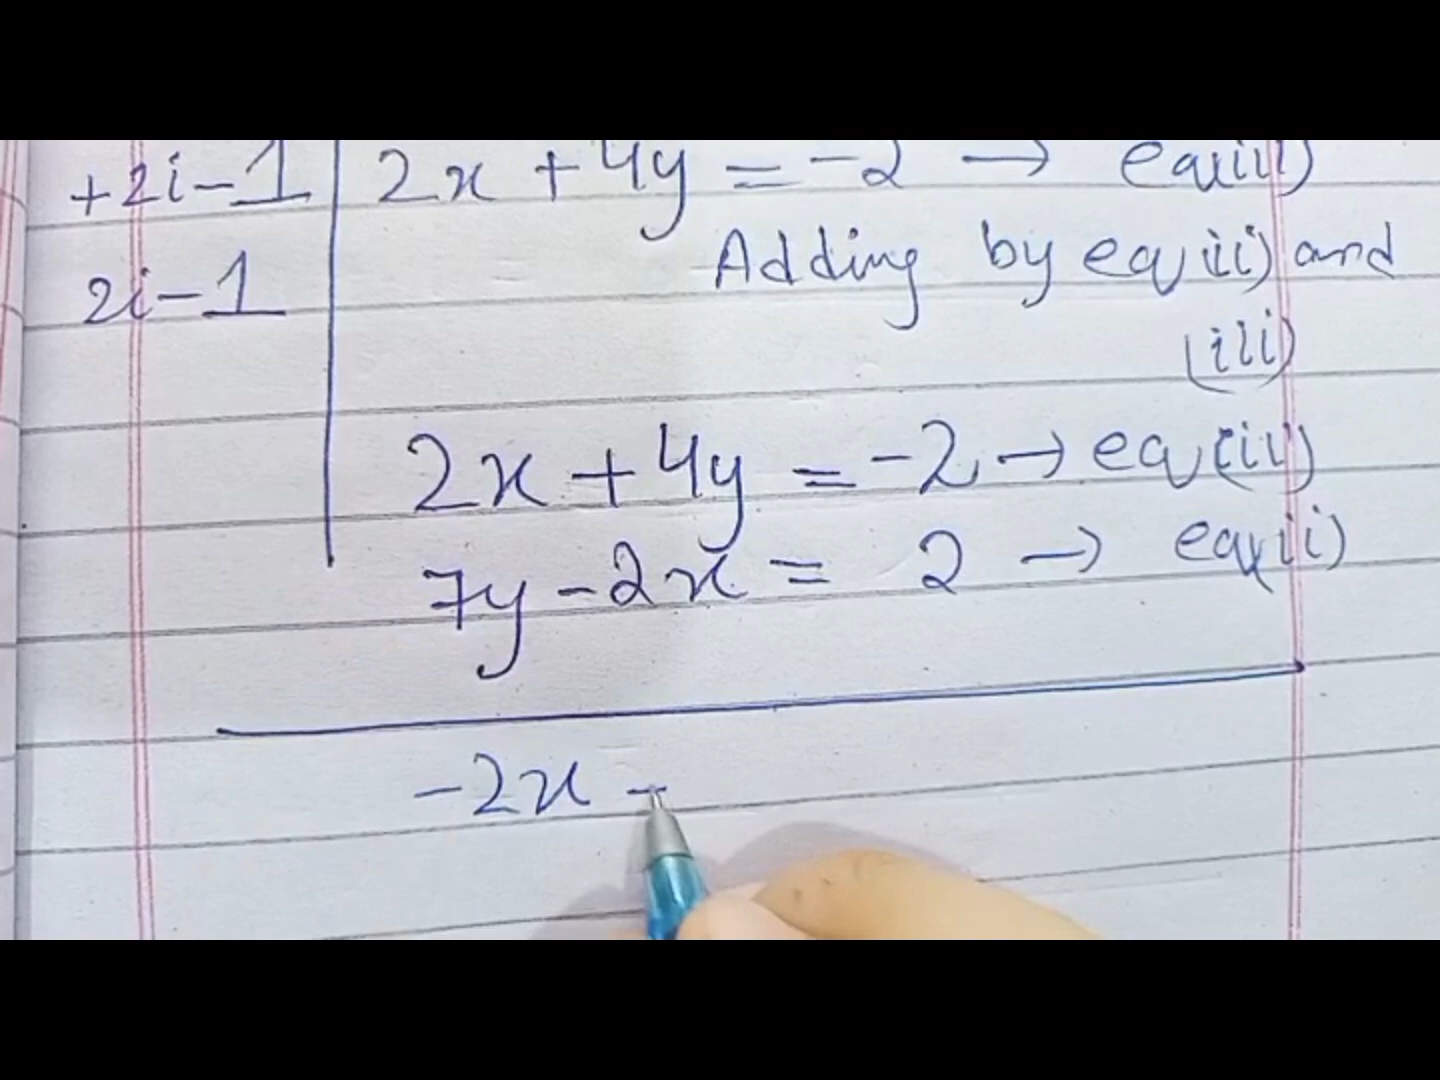 +2i-1
2i-1
2x + 4y = -2 → eq(iii)
Adding by eq(ii) and
(iii)
2x + 4y = -2 → eq(ii)
7y - 2x = 2 → eq(ii)
-2x -